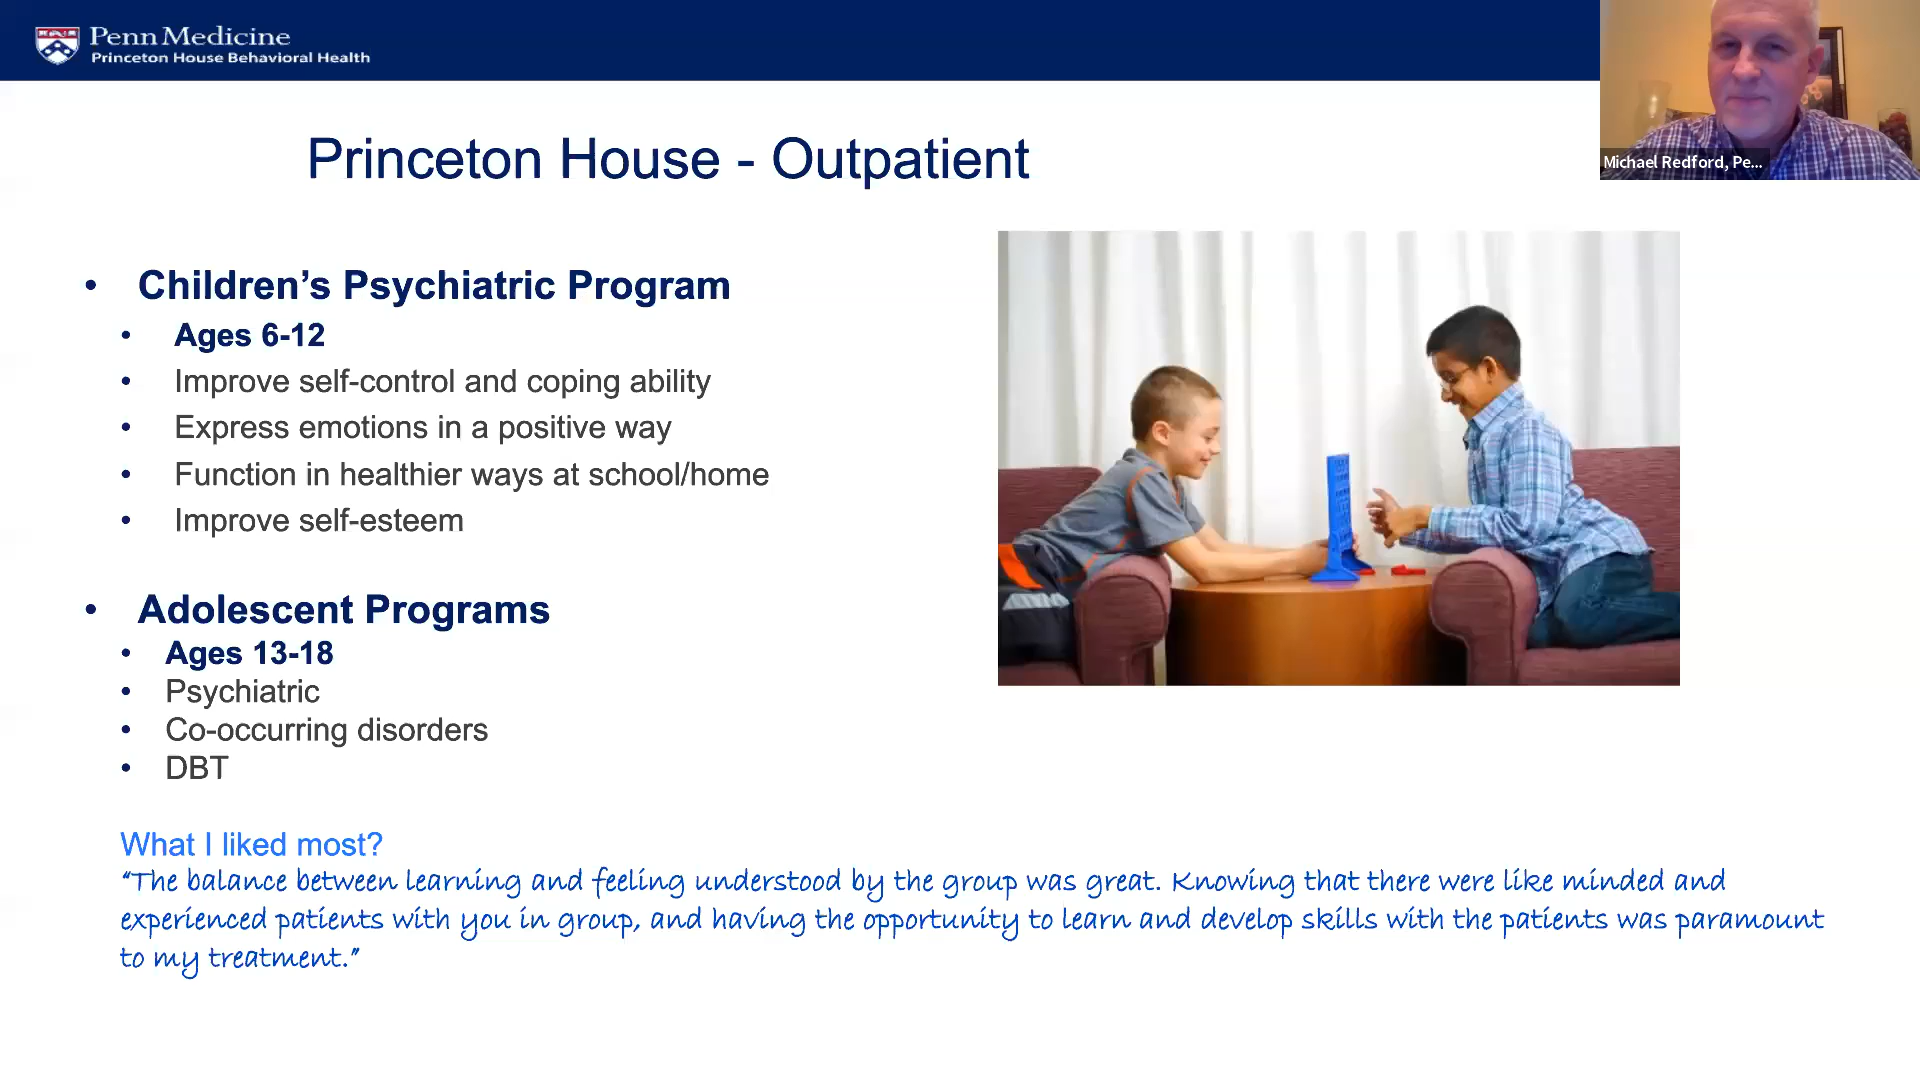 Penn Medicine
Princeton House Behavioral Health
Michael Redford, Pe...
Princeton House - Outpatient
• Children’s Psychiatric Program
• Ages 6-12
• Improve self-control and coping ability
• Express emotions in a positive way
• Function in healthier ways at school/home
• Improve self-esteem
• Adolescent Programs
• Ages 13-18
• Psychiatric
• Co-occurring disorders
• DBT
What I liked most?
“The balance between learning and feeling understood by the group was great. Knowing that there were like minded and
experienced patients with you in group, and having the opportunity to learn and develop skills with the patients was paramount
to my treatment.”